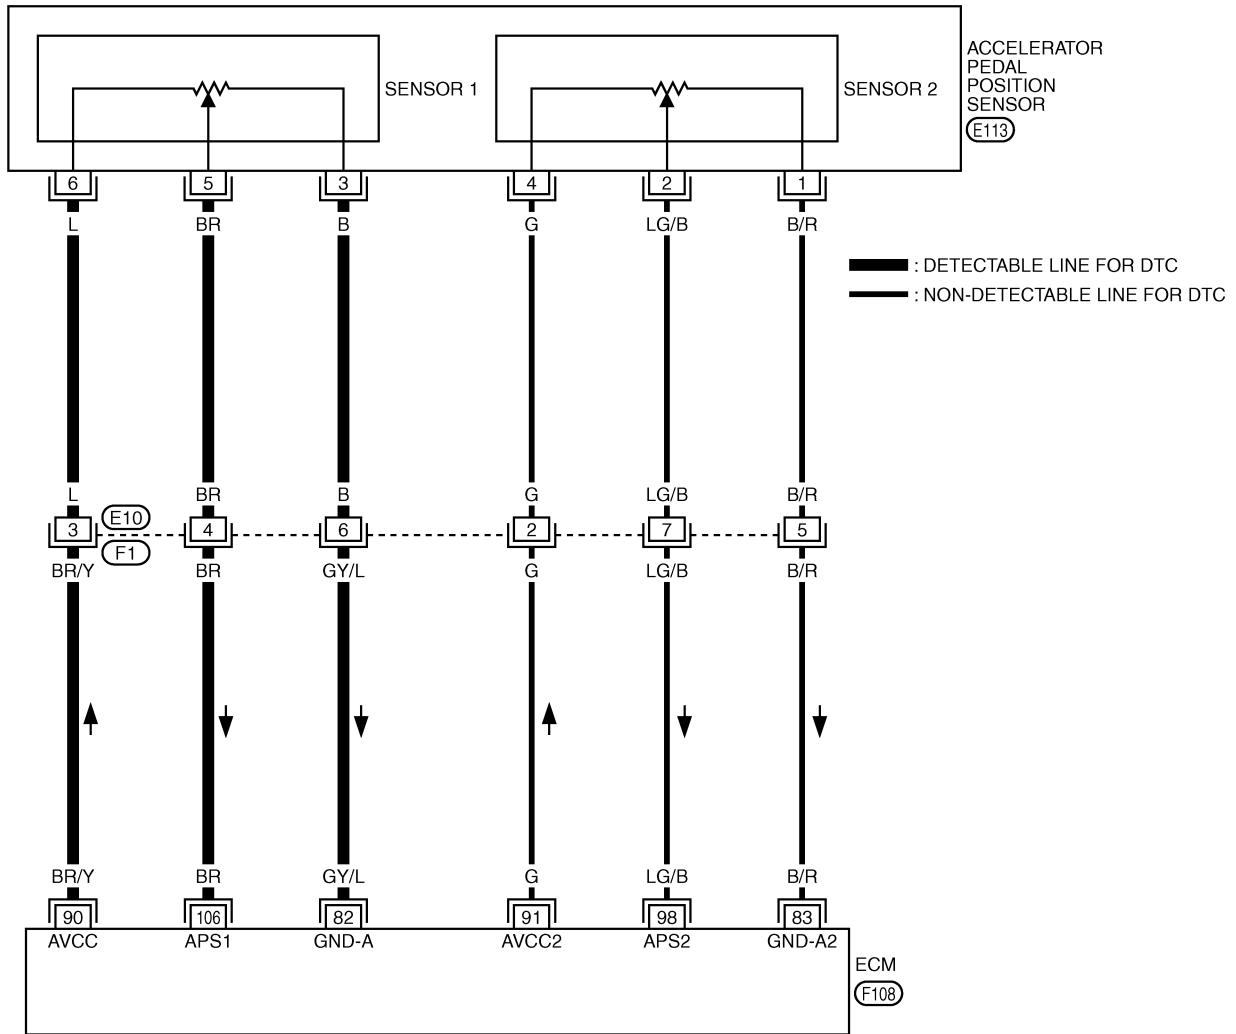 ACCELERATOR
PEDAL
POSITION
SENSOR
E113
SENSOR 1
SENSOR 2
6 5 3 4 2 1
L BR B G LG/B B/R
: DETECTABLE LINE FOR DTC
: NON-DETECTABLE LINE FOR DTC
L BR B G LG/B B/R
E10
3 4 6 2 7 5
F1
BR/Y BR GY/L G LG/B B/R
BR/Y BR GY/L G LG/B B/R
90 106 82 91 98 83
AVCC APS1 GND-A AVCC2 APS2 GND-A2
ECM
F108